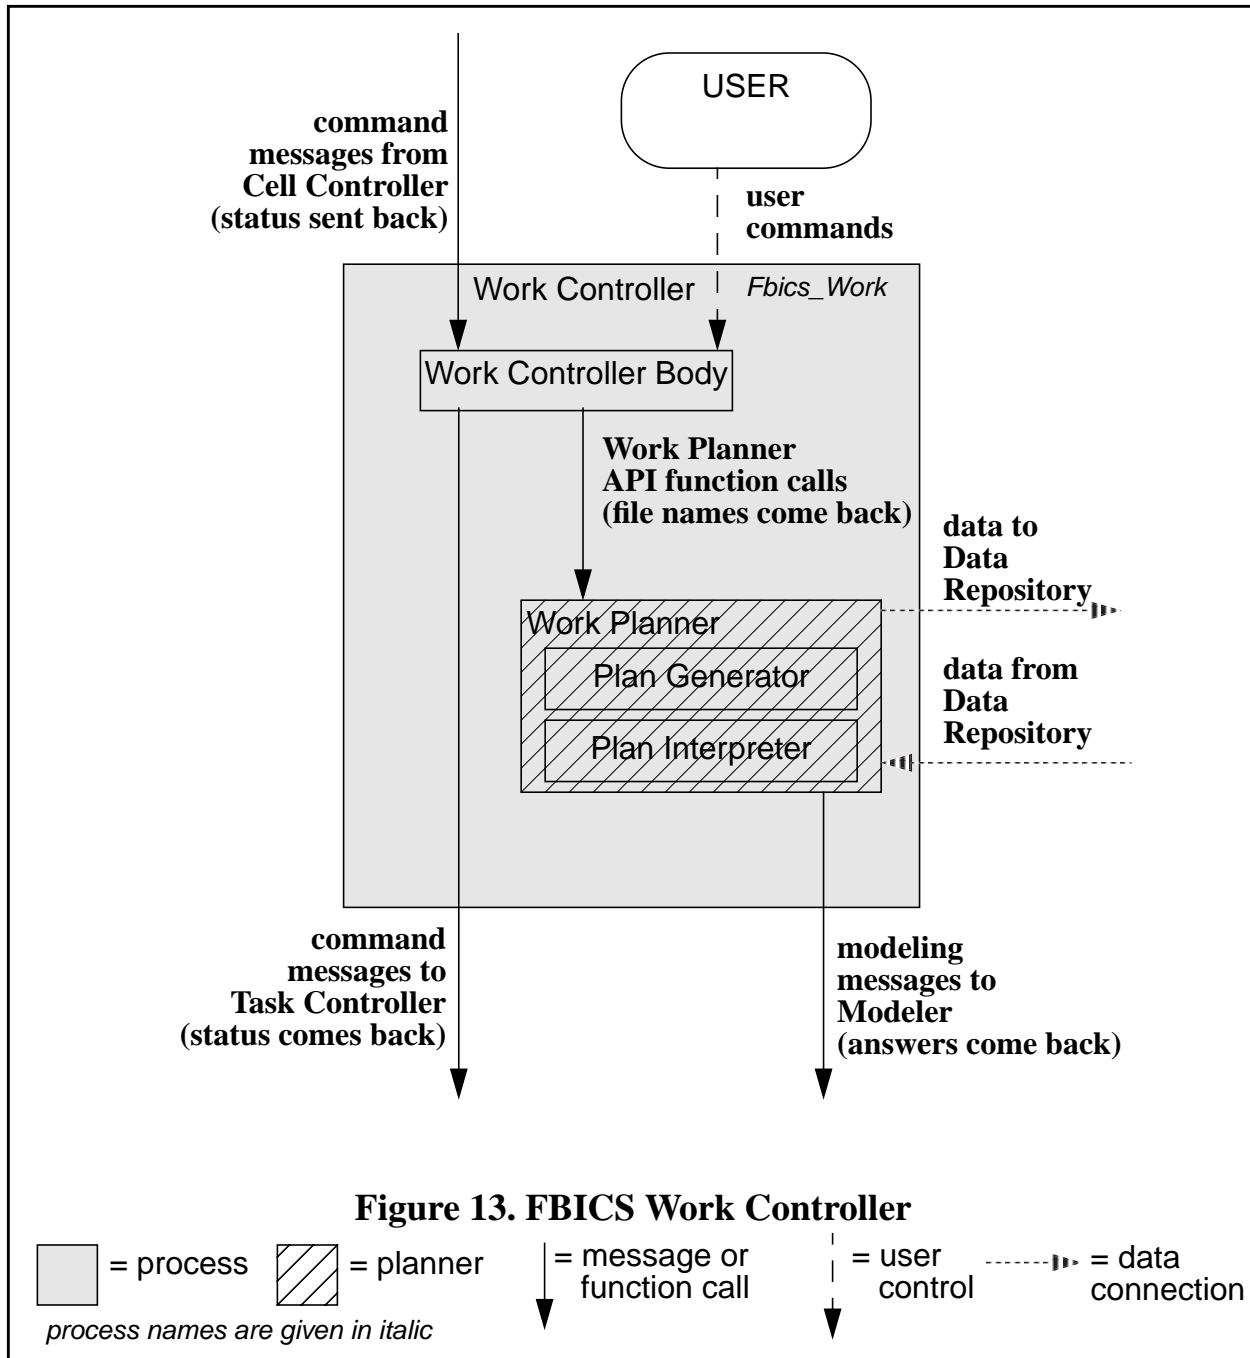 USER
command
messages from
Cell Controller
(status sent back)
user
commands
Work Controller
Fbics_Work
Work Controller Body
Work Planner
API function calls
(file names come back)
data to
Data
Repository
Work Planner
Plan Generator
Plan Interpreter
data from
Data
Repository
command
messages to
Task Controller
(status comes back)
modeling
messages to
Modeler
(answers come back)
Figure 13. FBICS Work Controller
= process
= planner
= message or
function call
= user
control
= data
connection
process names are given in italic